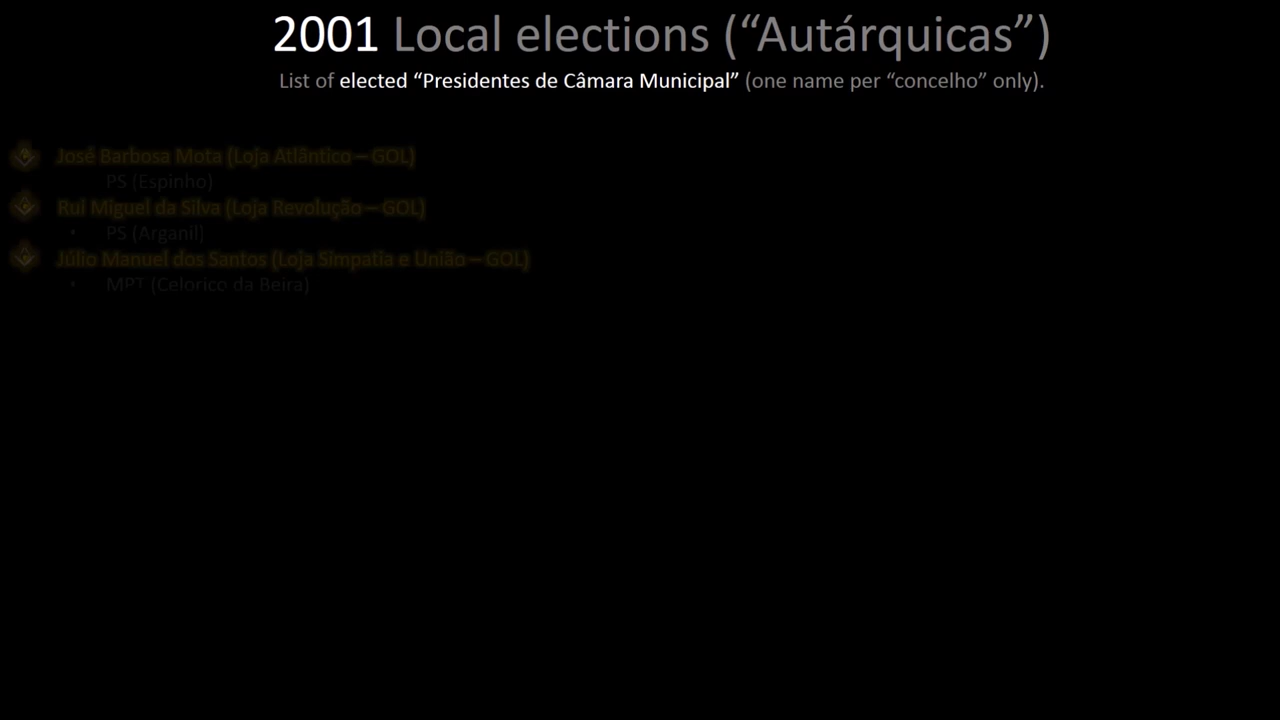 2001 Local elections (“Autárquicas”)
List of elected “Presidentes de Câmara Municipal” (one name per “concelho” only).
José Barbosa Mota (Loja Atlântico – GOL)
PS (Espinho)
Rui Miguel da Silva (Loja Revolução – GOL)
• PS (Arganil)
Júlio Manuel dos Santos (Loja Simpatia e União – GOL)
• MPT (Celorico da Beira)